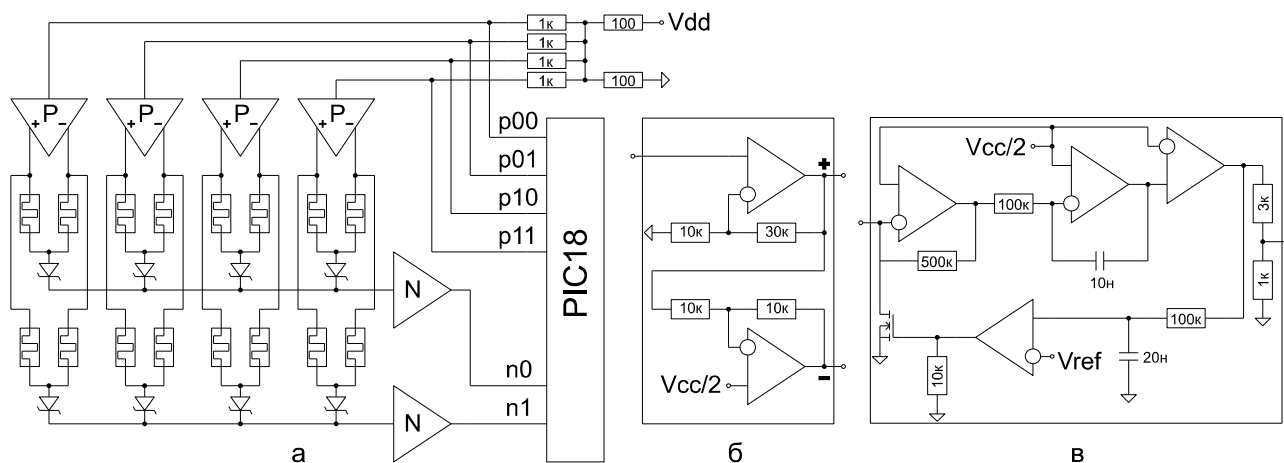 1к 100 Vdd
1к
1к
1к 100
P P P P
+ − + − + − + −
p00
p01
p10
p11
PIC18
N
n0
n1
N
а
+
10к 30к
10к 10к
Vcc/2
−
б
Vcc/2
100к
3к
500к
10н
1к
100к
Vref
20н
10к
в